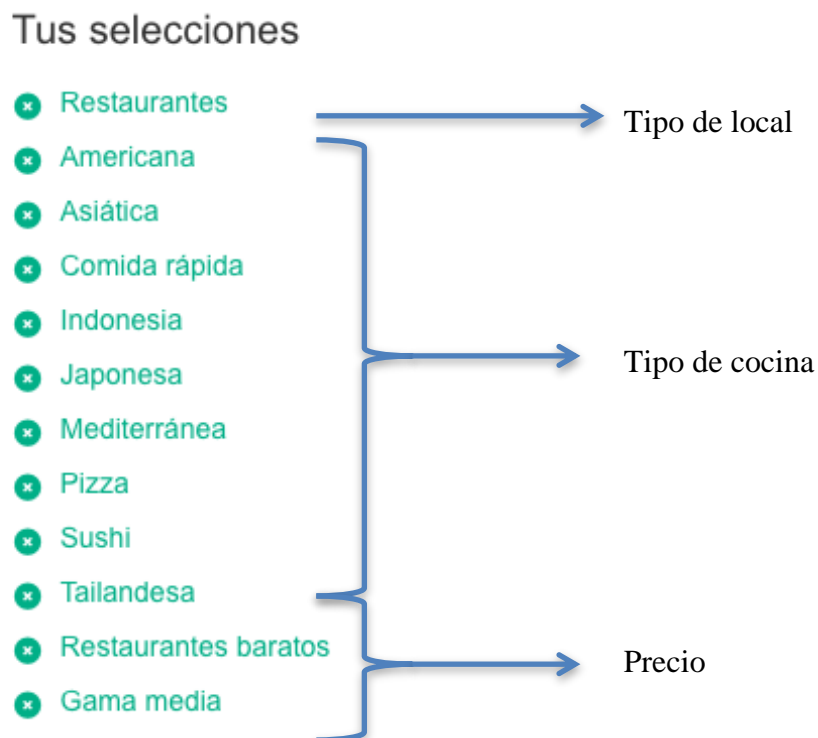 Tus selecciones
Restaurantes
Tipo de local
Americana
Asiática
Comida rápida
Indonesia
Japonesa
Tipo de cocina
Mediterránea
Pizza
Sushi
Tailandesa
Restaurantes baratos
Precio
Gama media